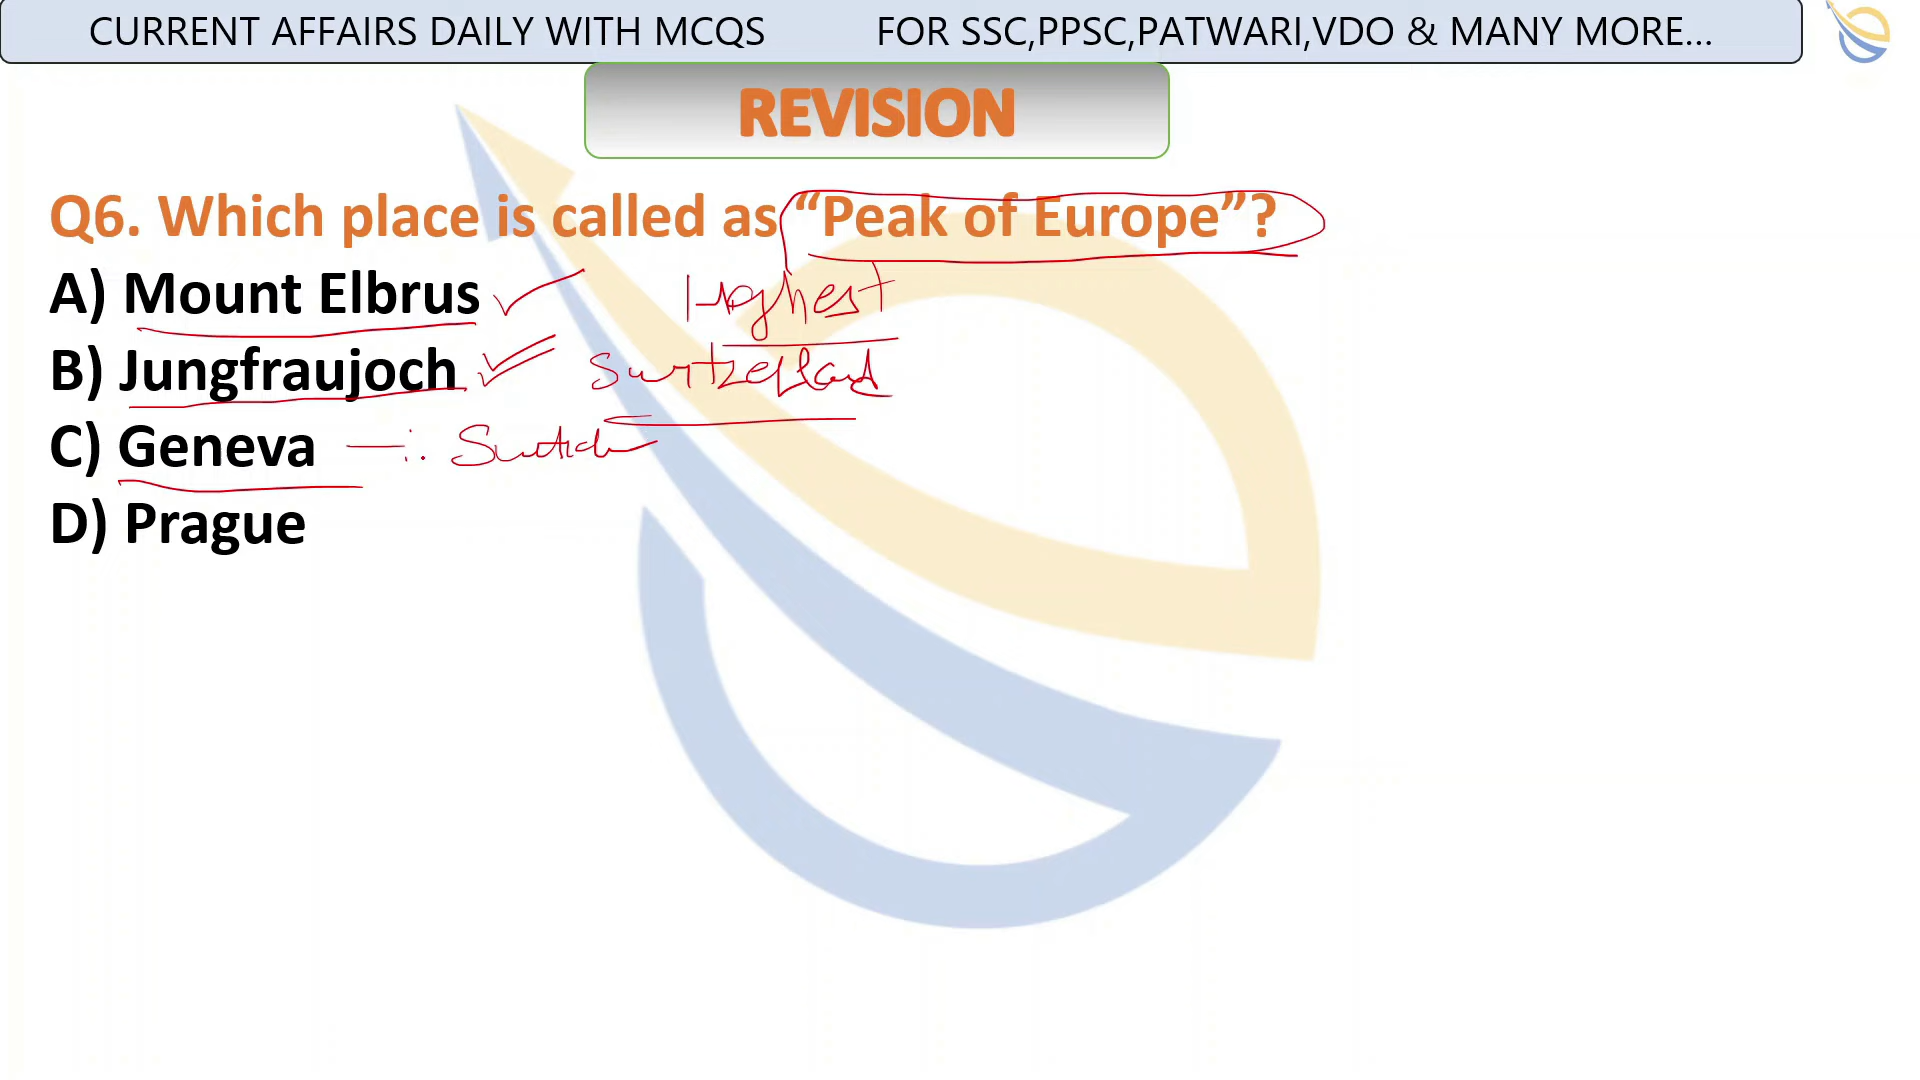 CURRENT AFFAIRS DAILY WITH MCQS FOR SSC,PPSC,PATWARI,VDO & MANY MORE...
REVISION
Q6. Which place is called as “Peak of Europe”?
A) Mount Elbrus Highest
B) Jungfraujoch Switzerland
C) Geneva
D) Prague